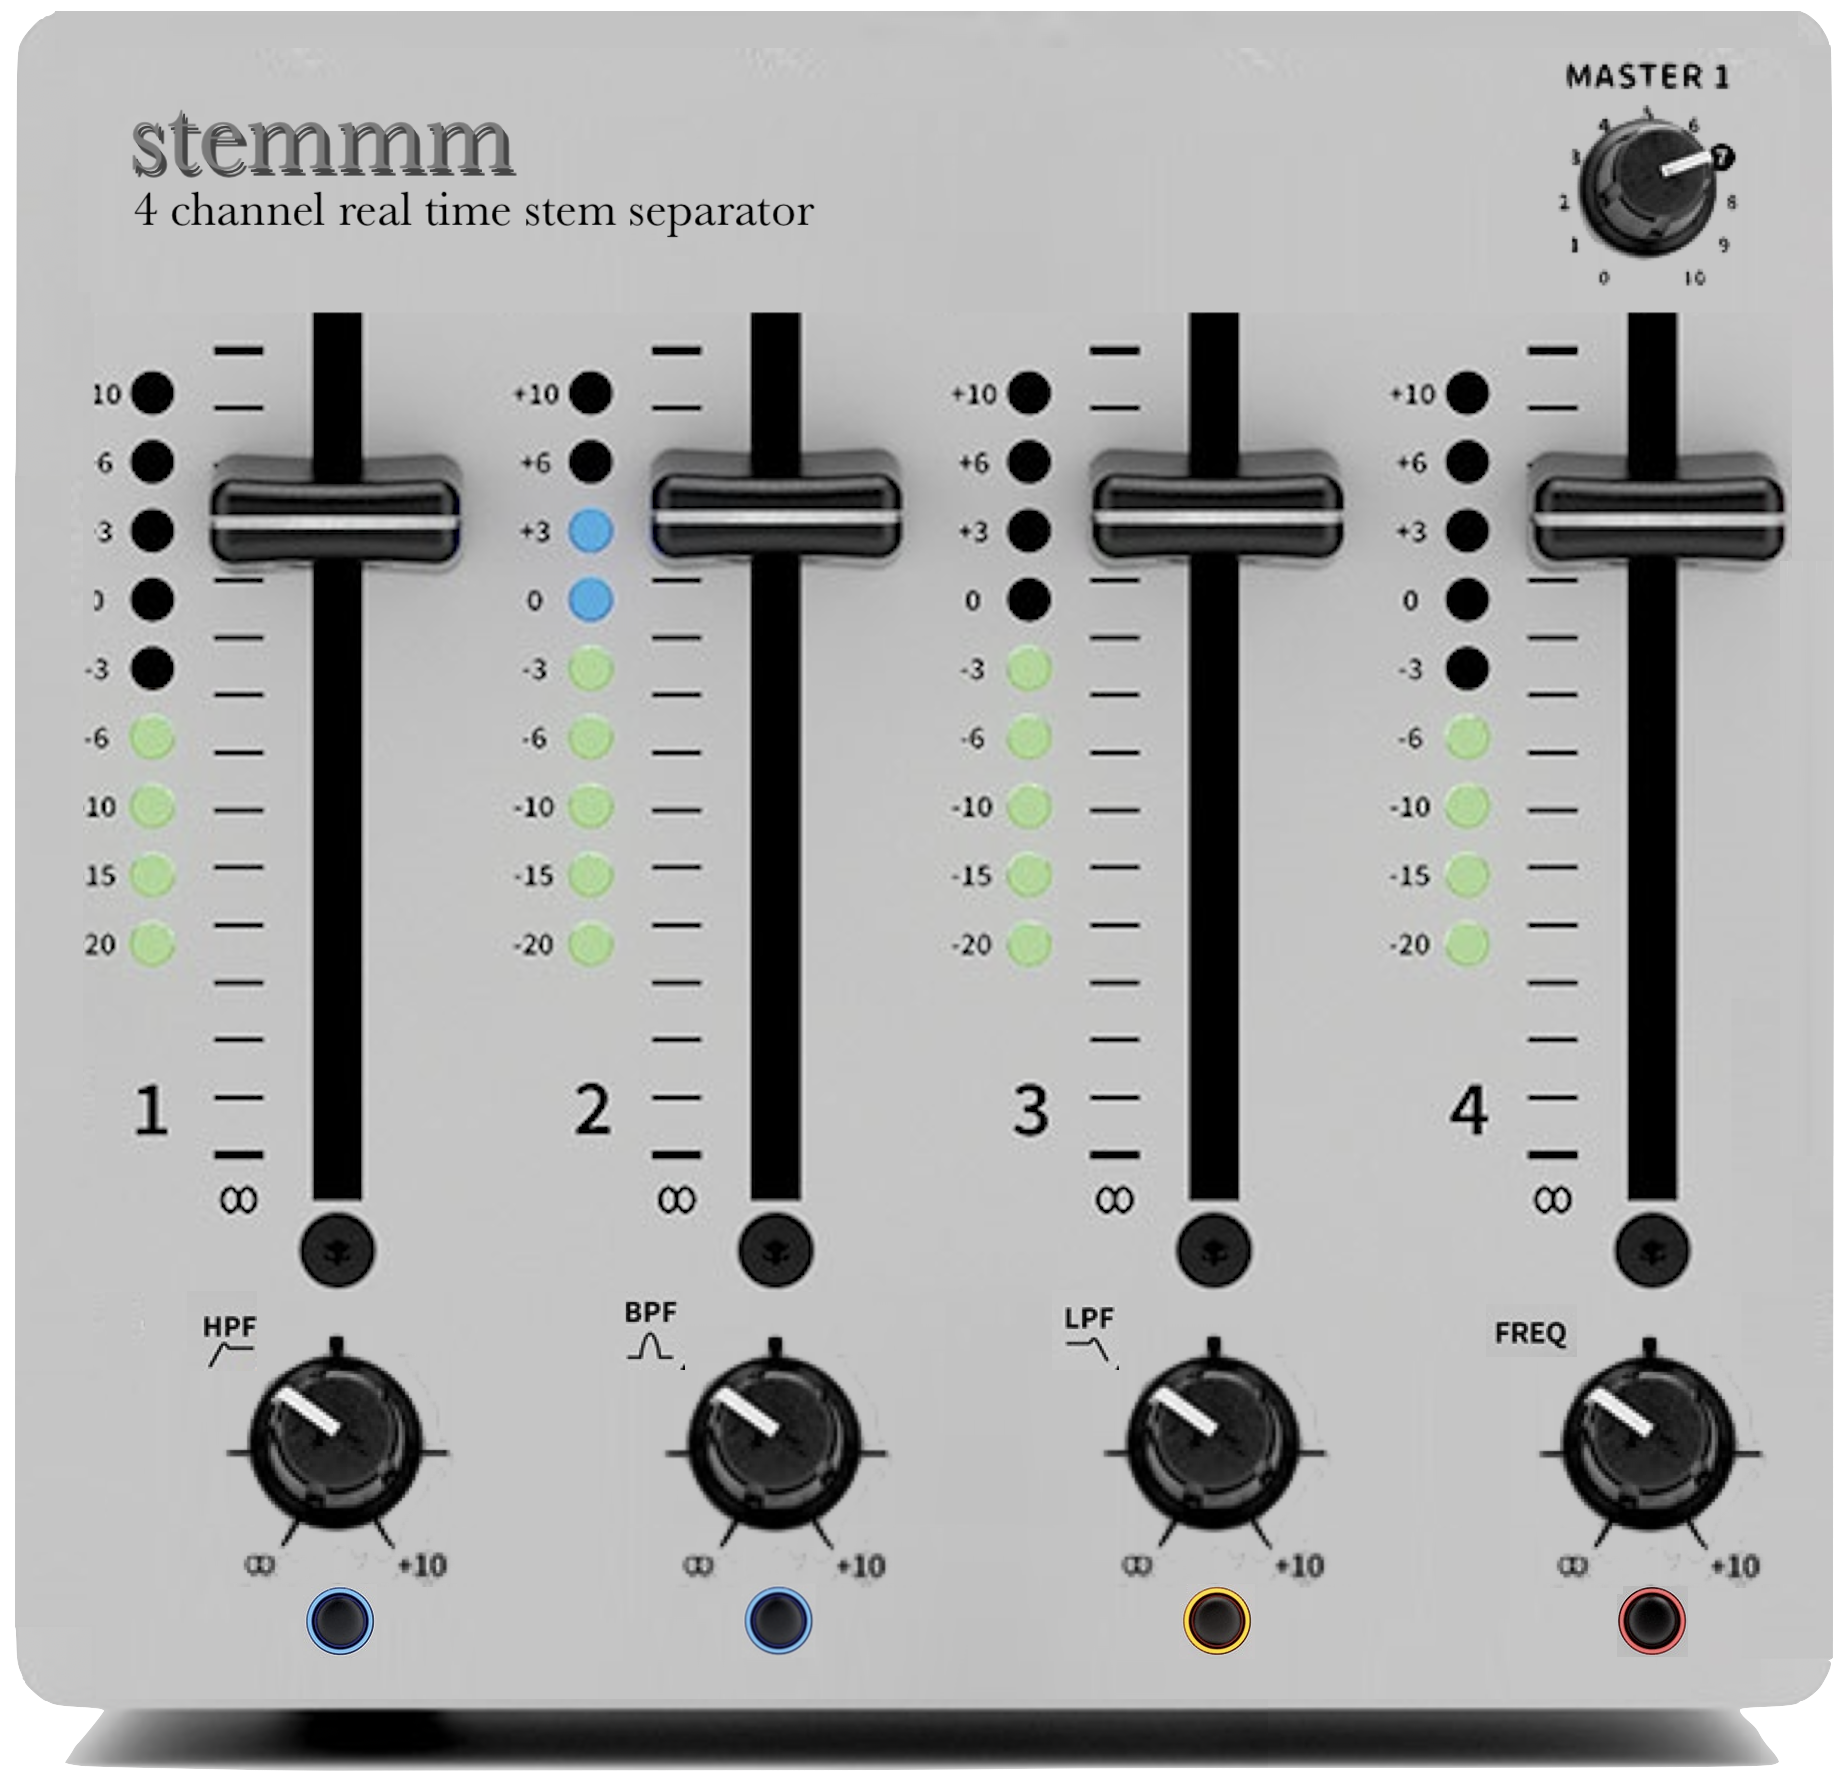 MASTER 1
stemmm
4 channel real time stem separator
4 5 6
3 7
2 8
1 9
0 10
10 +10 +10 +10
6 +6 +6 +6
3 +3 +3 +3
0 0 0 0
-3 -3 -3 -3
-6 -6 -6 -6
10 -10 -10 -10
15 -15 -15 -15
20 -20 -20 -20
1 2 3 4
∞ ∞ ∞ ∞
HPF BPF LPF FREQ
∞ +10 ∞ +10 ∞ +10 ∞ +10